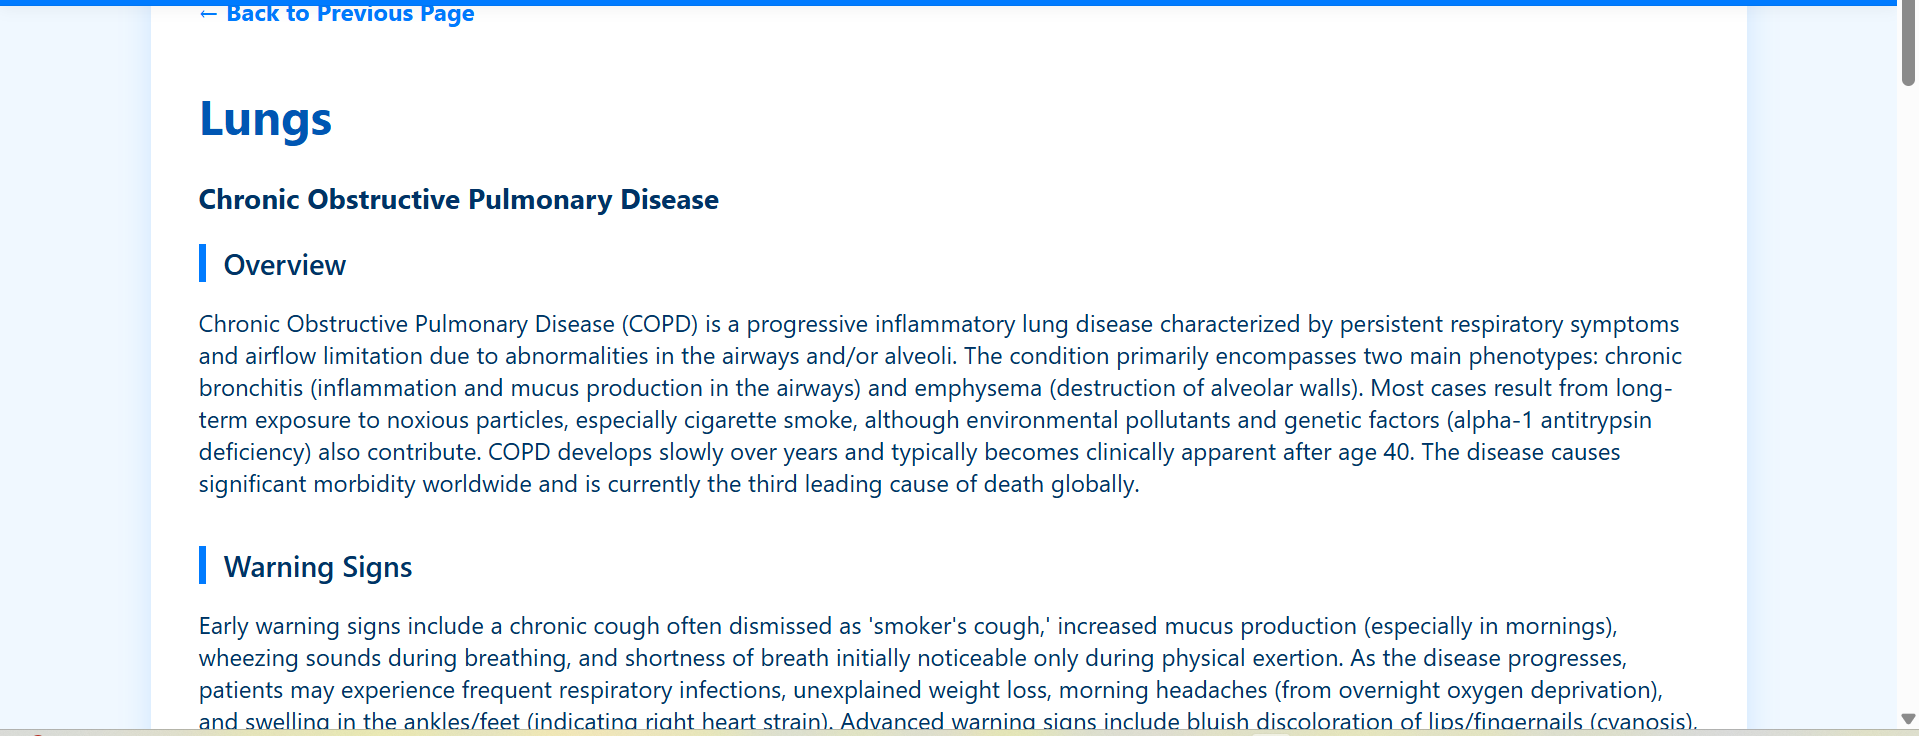 ← Back to Previous Page
Lungs
Chronic Obstructive Pulmonary Disease
Overview
Chronic Obstructive Pulmonary Disease (COPD) is a progressive inflammatory lung disease characterized by persistent respiratory symptoms
and airflow limitation due to abnormalities in the airways and/or alveoli. The condition primarily encompasses two main phenotypes: chronic
bronchitis (inflammation and mucus production in the airways) and emphysema (destruction of alveolar walls). Most cases result from long-
term exposure to noxious particles, especially cigarette smoke, although environmental pollutants and genetic factors (alpha-1 antitrypsin
deficiency) also contribute. COPD develops slowly over years and typically becomes clinically apparent after age 40. The disease causes
significant morbidity worldwide and is currently the third leading cause of death globally.
Warning Signs
Early warning signs include a chronic cough often dismissed as 'smoker's cough,' increased mucus production (especially in mornings),
wheezing sounds during breathing, and shortness of breath initially noticeable only during physical exertion. As the disease progresses,
patients may experience frequent respiratory infections, unexplained weight loss, morning headaches (from overnight oxygen deprivation),
and swelling in the ankles/feet (indicating right heart strain). Advanced warning signs include bluish discoloration of lips/fingernails (cyanosis),